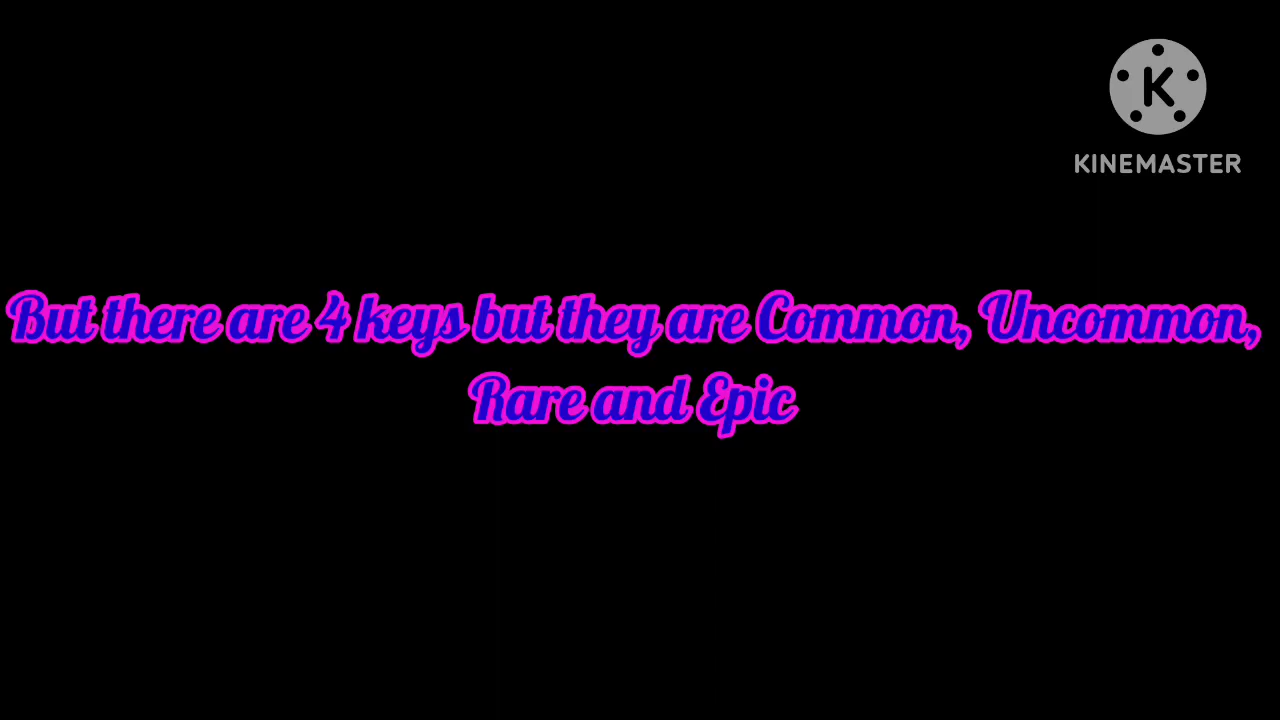 K
KINEMASTER
But there are 4 keys but they are Common, Uncommon,
Rare and Epic